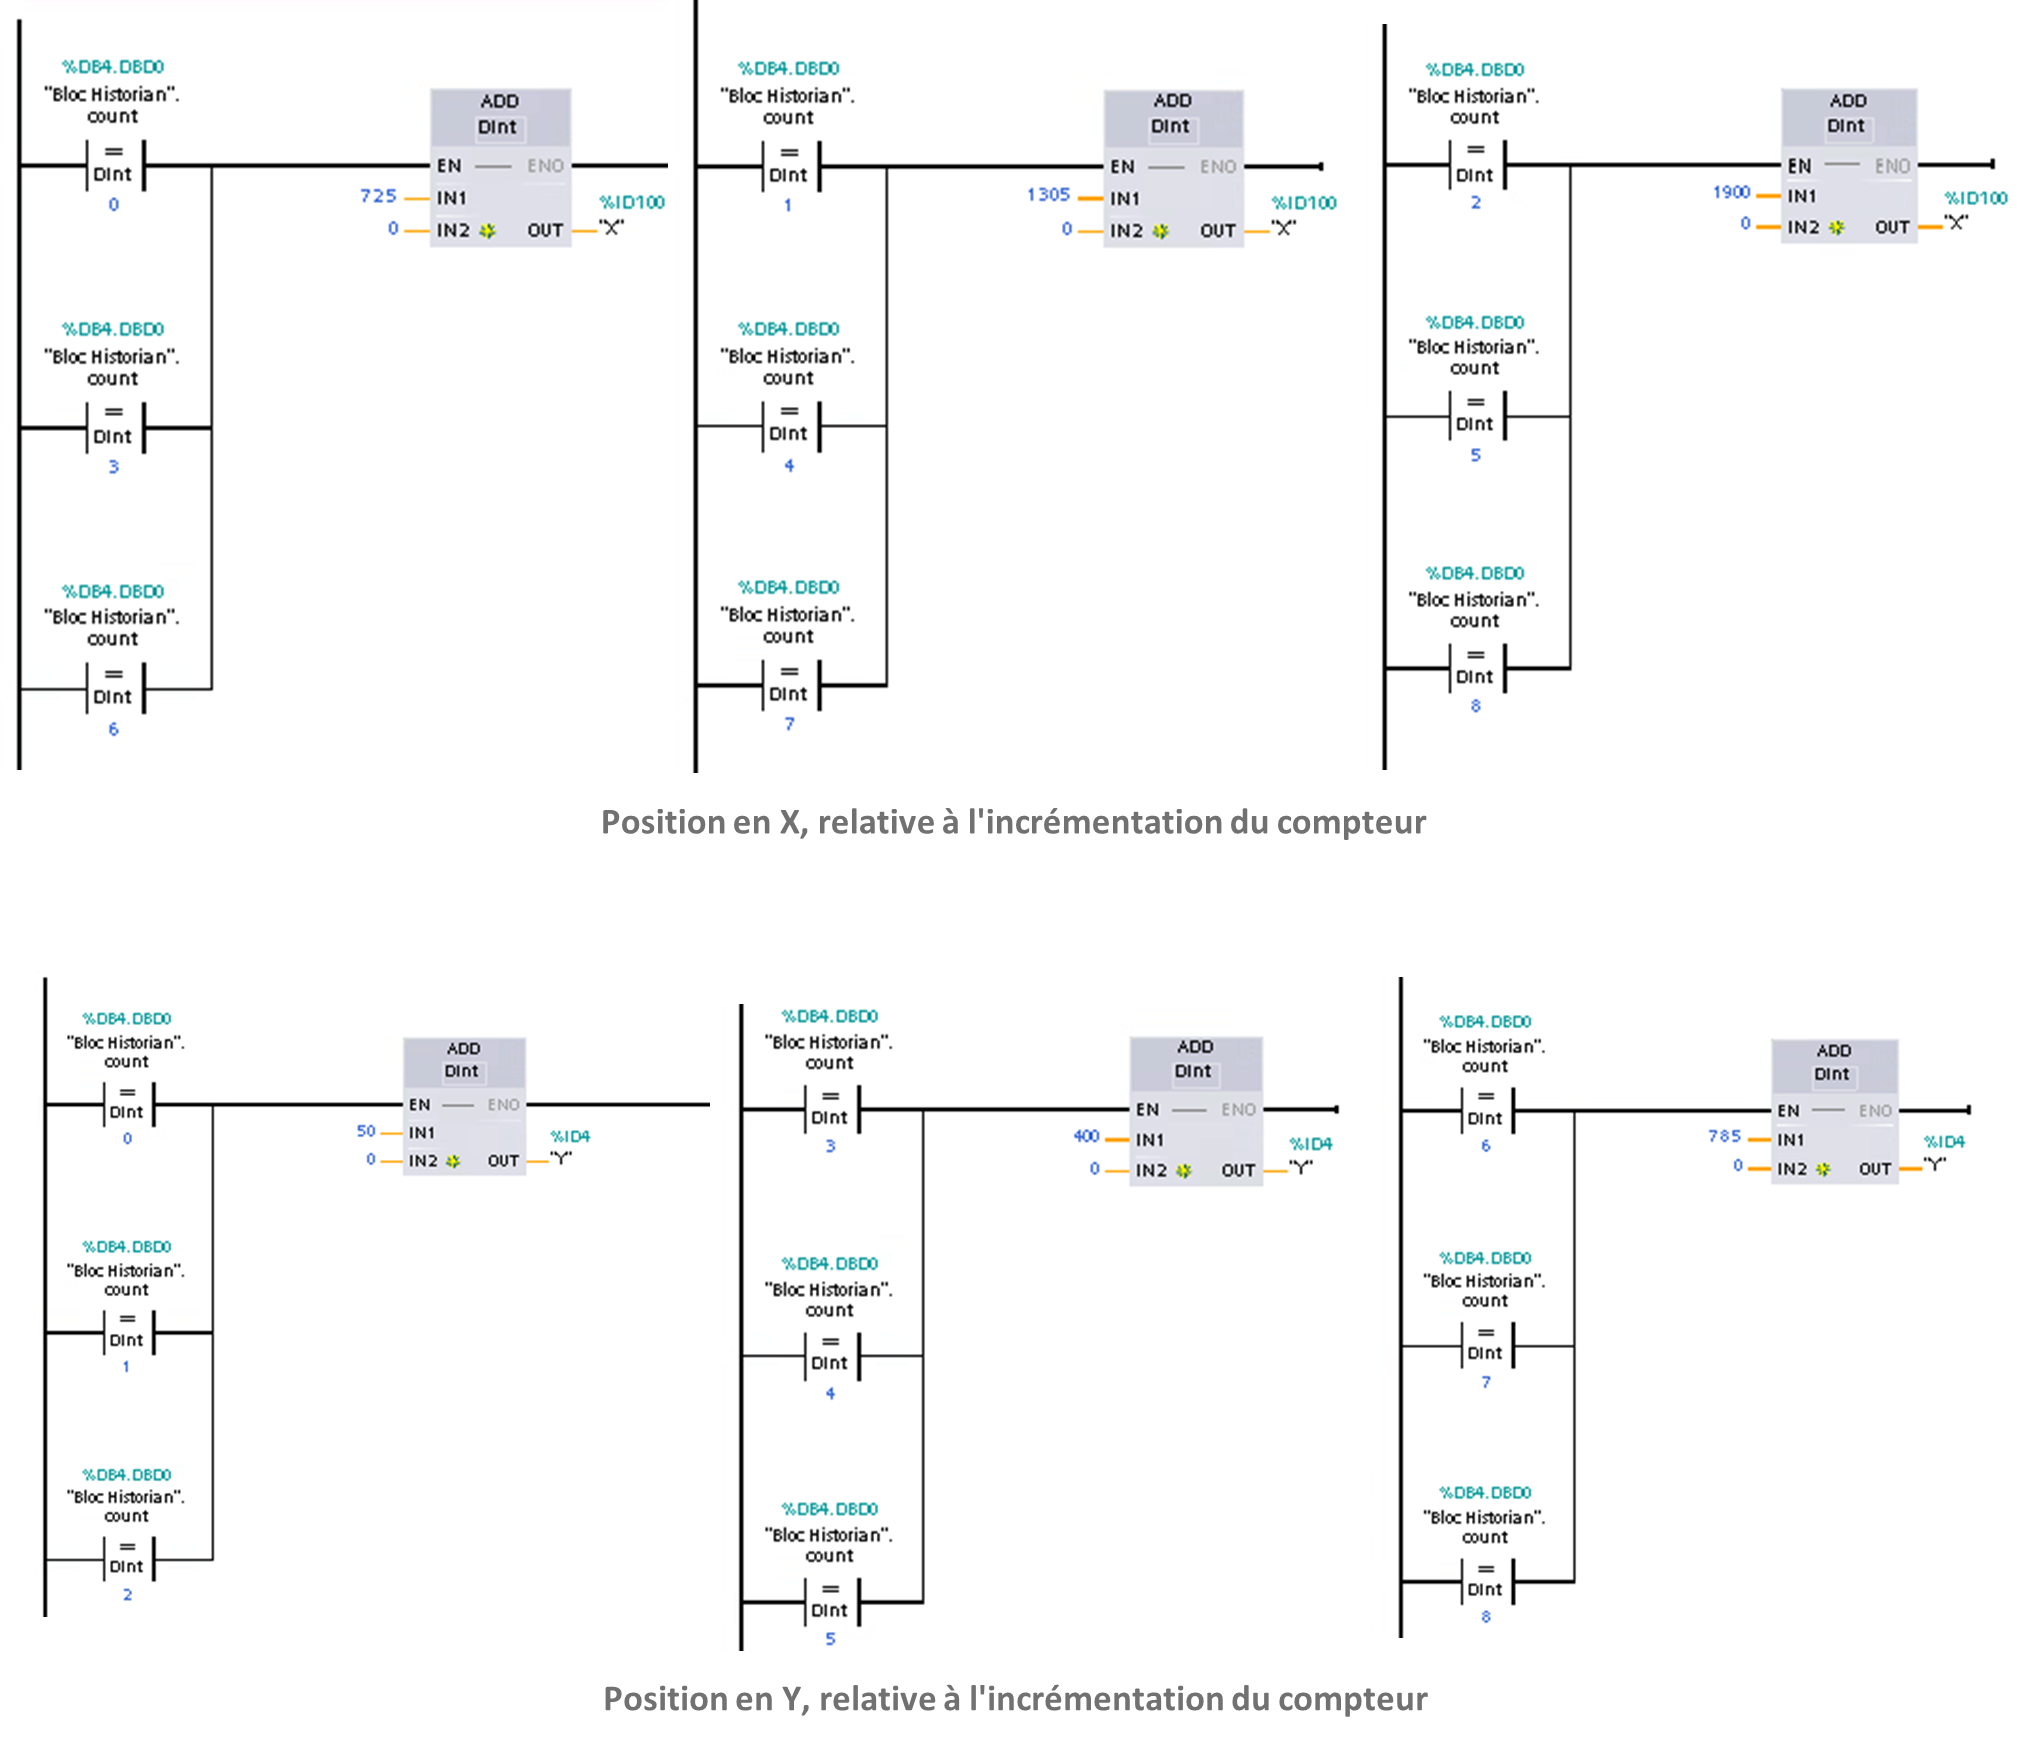 %DB4.DBD0
"Bloc Historian".
count
=
DInt
0
ADD
DInt
EN
ENO
725
IN1
%ID100
0
IN2
OUT
"X"
%DB4.DBD0
"Bloc Historian".
count
=
DInt
3
%DB4.DBD0
"Bloc Historian".
count
=
DInt
6
%DB4.DBD0
"Bloc Historian".
count
=
DInt
1
ADD
DInt
EN
ENO
1305
IN1
%ID100
0
IN2
OUT
"X"
%DB4.DBD0
"Bloc Historian".
count
=
DInt
4
%DB4.DBD0
"Bloc Historian".
count
=
DInt
7
%DB4.DBD0
"Bloc Historian".
count
=
DInt
2
ADD
DInt
EN
ENO
1900
IN1
%ID100
0
IN2
OUT
"X"
%DB4.DBD0
"Bloc Historian".
count
=
DInt
5
%DB4.DBD0
"Bloc Historian".
count
=
DInt
8
Position en X, relative à l'incrémentation du compteur
%DB4.DBD0
"Bloc Historian".
count
=
DInt
0
ADD
DInt
EN
ENO
50
IN1
%ID4
0
IN2
OUT
"Y"
%DB4.DBD0
"Bloc Historian".
count
=
DInt
1
%DB4.DBD0
"Bloc Historian".
count
=
DInt
2
%DB4.DBD0
"Bloc Historian".
count
=
DInt
3
ADD
DInt
EN
ENO
400
IN1
%ID4
0
IN2
OUT
"Y"
%DB4.DBD0
"Bloc Historian".
count
=
DInt
4
%DB4.DBD0
"Bloc Historian".
count
=
DInt
5
%DB4.DBD0
"Bloc Historian".
count
=
DInt
6
ADD
DInt
EN
ENO
785
IN1
%ID4
0
IN2
OUT
"Y"
%DB4.DBD0
"Bloc Historian".
count
=
DInt
7
%DB4.DBD0
"Bloc Historian".
count
=
DInt
8
Position en Y, relative à l'incrémentation du compteur